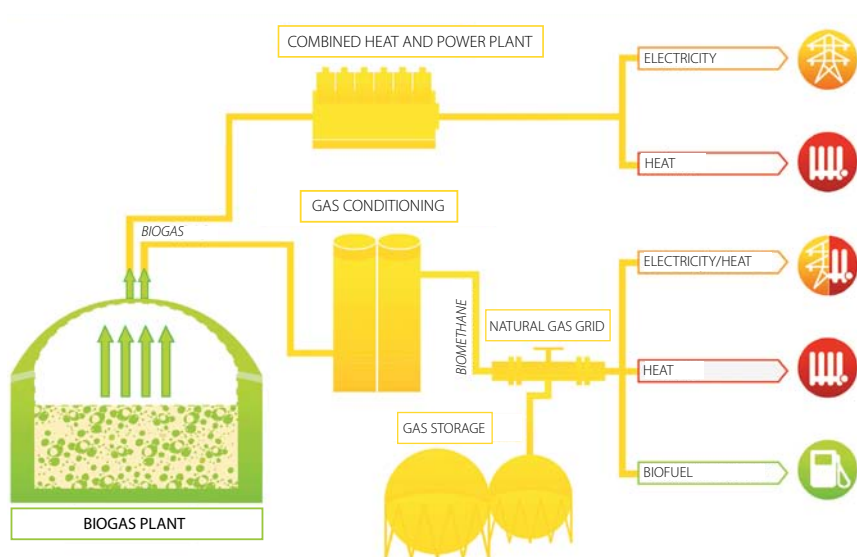 COMBINED HEAT AND POWER PLANT
ELECTRICITY
HEAT
GAS CONDITIONING
BIOGAS
ELECTRICITY/HEAT
BIOMETHANE
NATURAL GAS GRID
HEAT
GAS STORAGE
BIOFUEL
BIOGAS PLANT